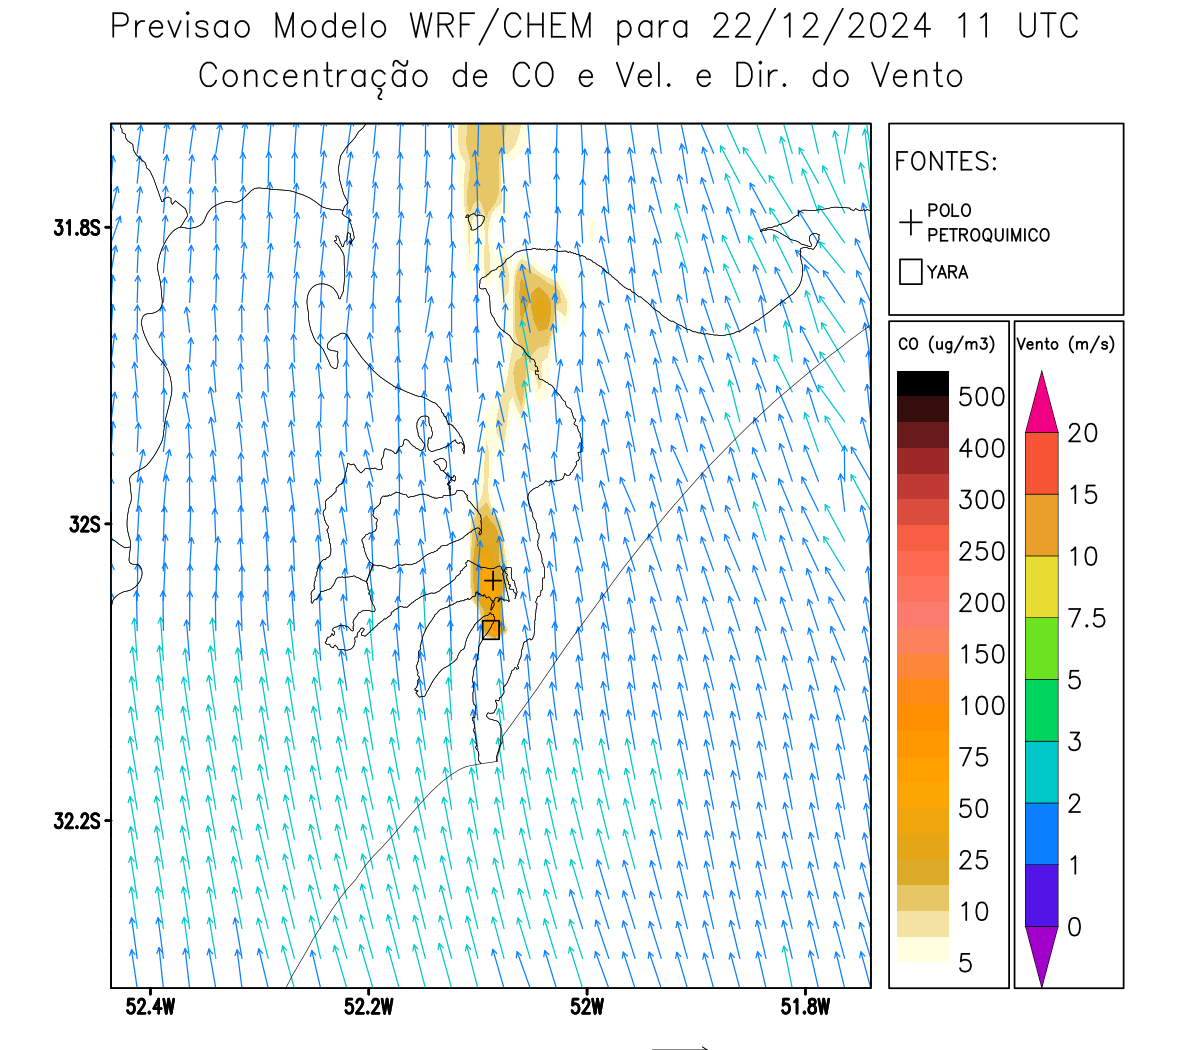 Previsao Modelo WRF/CHEM para 22/12/2024 11 UTC
Concentração de CO e Vel. e Dir. do Vento
FONTES:
POLO
PETROQUIMICO
YARA
CO (ug/m3)
500
400
300
250
200
150
100
75
50
25
10
5
Vento (m/s)
20
15
10
7.5
5
3
2
1
0
31.8S
32S
32.2S
52.4W 52.2W 52W 51.8W